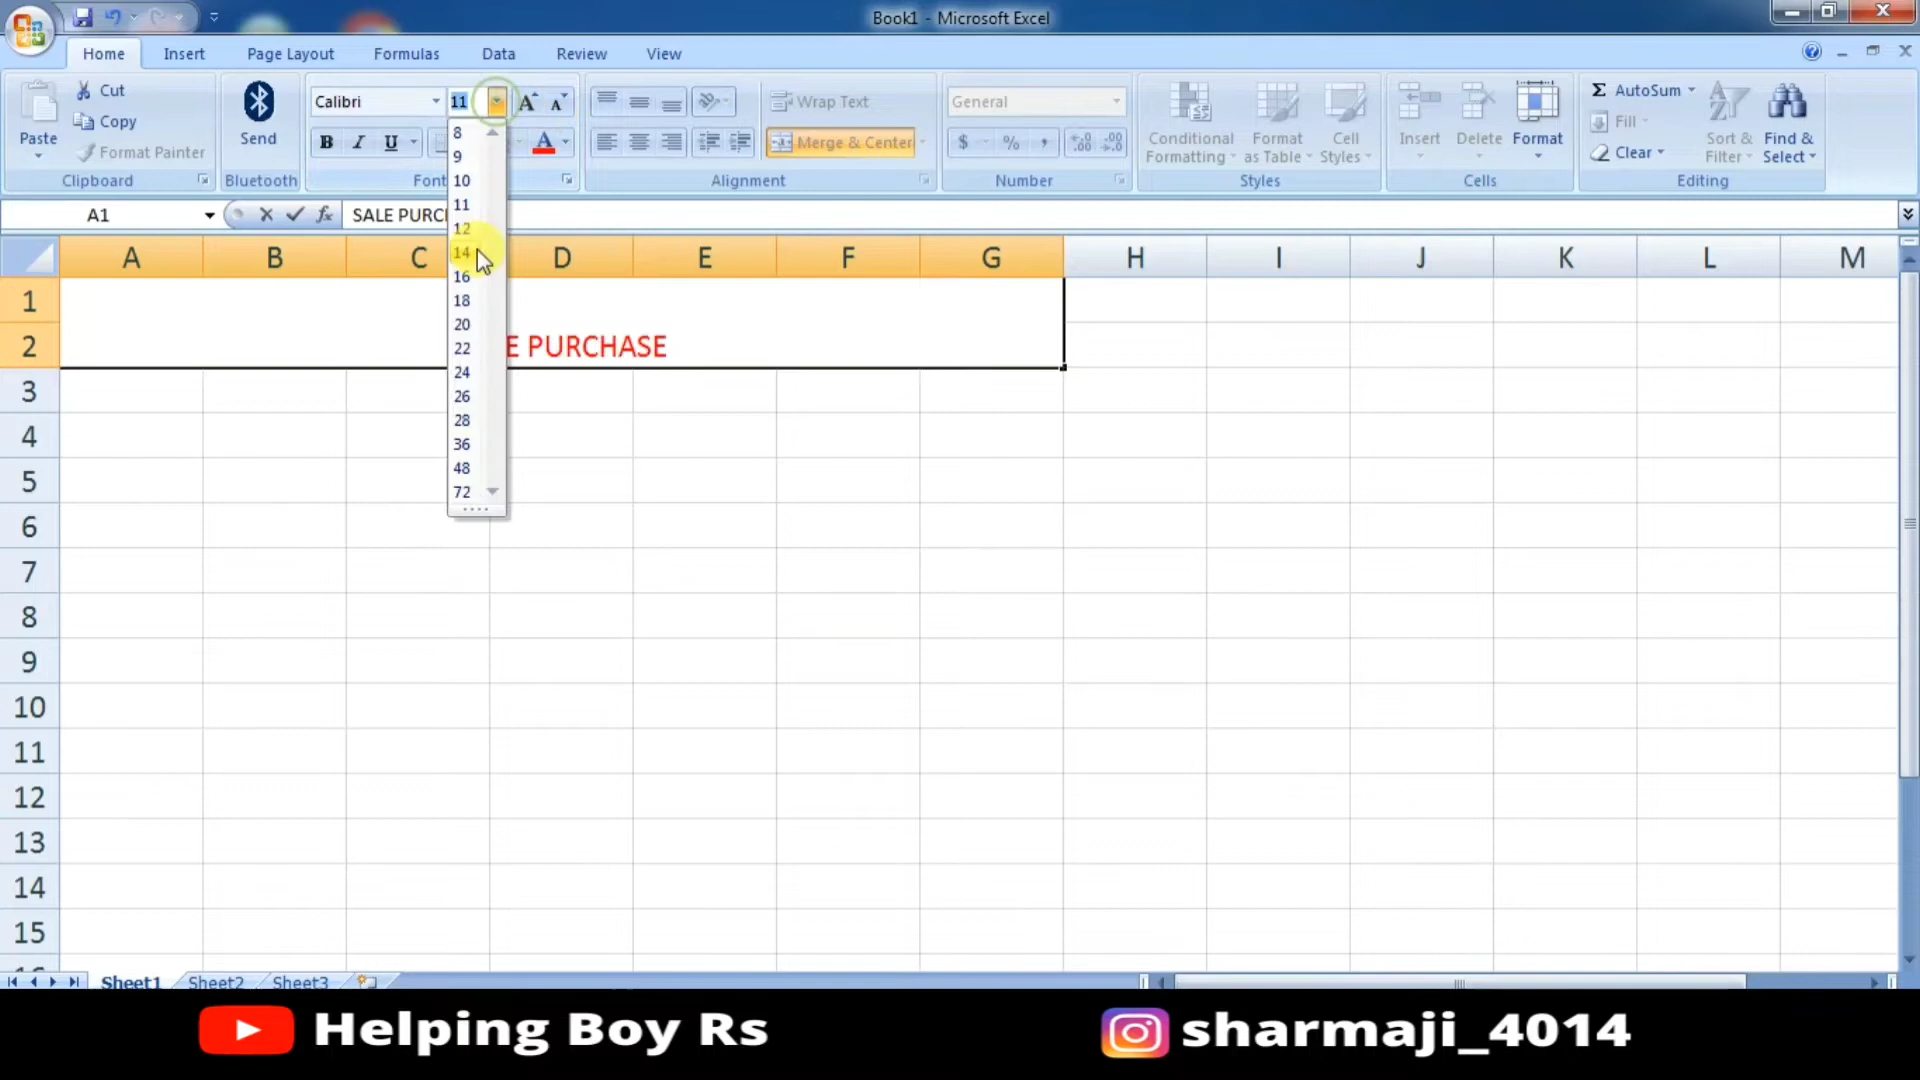 Book1 - Microsoft Excel
Home Insert Page Layout Formulas Data Review View
Cut
Copy
Format Painter
Paste
Clipboard
Send
Bluetooth
Calibri 11
B I U A
Font
Wrap Text
Merge & Center
Alignment
General
$ % ,
Number
Conditional Formatting
Format as Table
Cell Styles
Styles
Insert Delete Format
Cells
Σ AutoSum
Fill
Clear
Sort & Filter
Find & Select
Editing
A1 fx SALE PURC
8
9
10
11
12
14
16
18
20
22
24
26
28
36
48
72
A B C D E F G H I J K L M
1
2 E PURCHASE
3
4
5
6
7
8
9
10
11
12
13
14
15
Sheet1 Sheet2 Sheet3
Helping Boy Rs sharmaji_4014